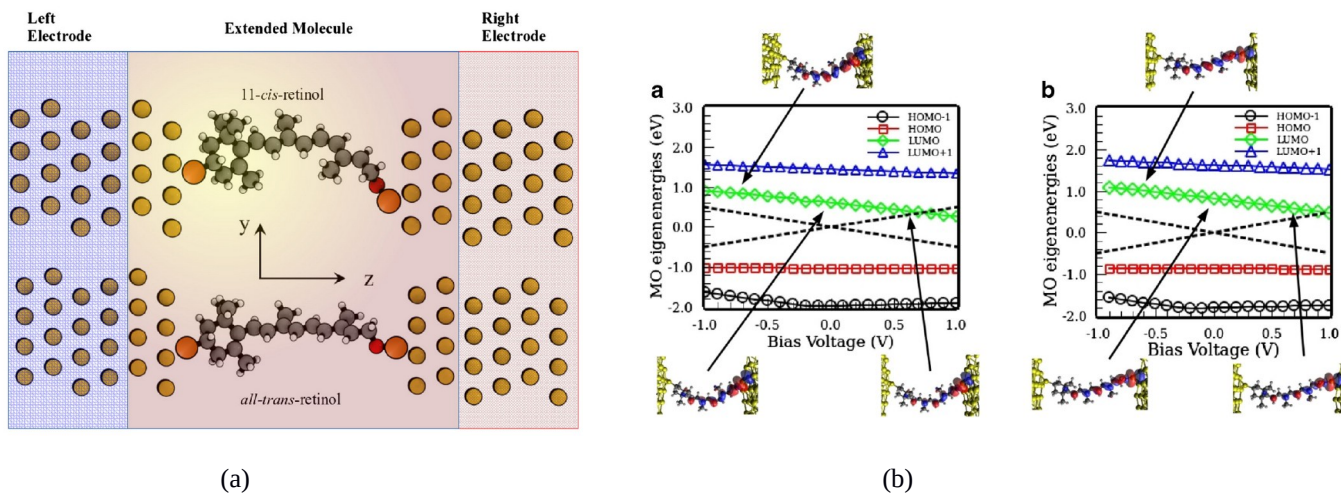 Left
Electrode
Extended Molecule
Right
Electrode
11-cis-retinol
y
z
all-trans-retinol
(a)
a
MO eigenenergies (eV)
3.0
2.0
1.0
0.0
-1.0
-2.0
HOMO-1
HOMO
LUMO
LUMO+1
-1.0 -0.5 0.0 0.5 1.0
Bias Voltage (V)
b
MO eigenenergies (eV)
3.0
2.0
1.0
0.0
-1.0
-2.0
HOMO-1
HOMO
LUMO
LUMO+1
-1.0 -0.5 0.0 0.5 1.0
Bias Voltage (V)
(b)